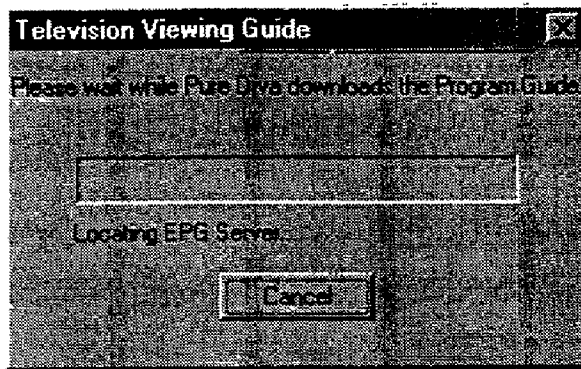 Television Viewing Guide
Please wait while Pure Diva downloads the Program Guide
Locating EPG Server...
Cancel